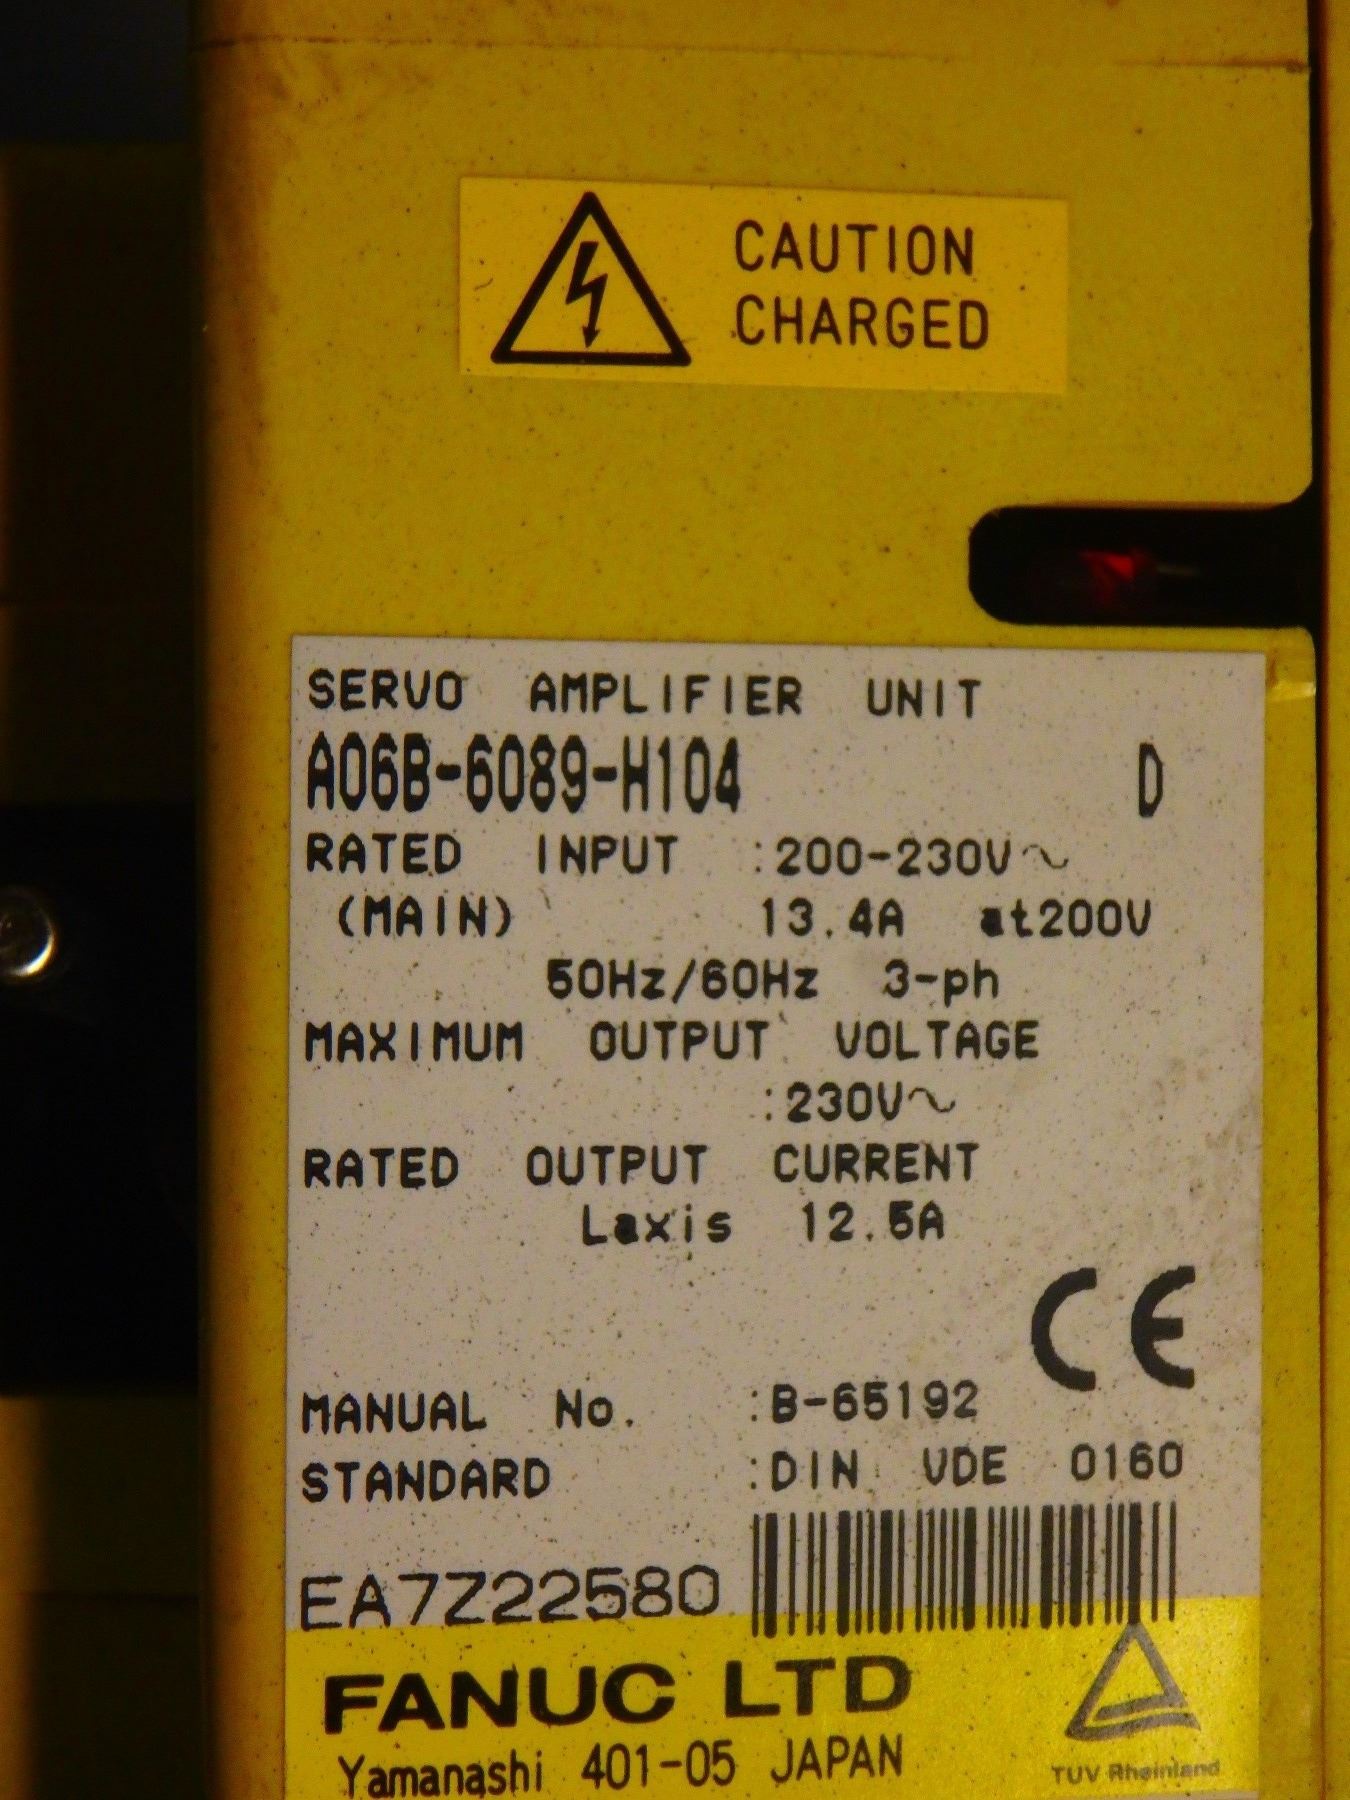 CAUTION
CHARGED
SERVO AMPLIFIER UNIT
A06B-6089-H104 D
RATED INPUT :200-230V~
(MAIN) 13.4A at200V
50Hz/60Hz 3-ph
MAXIMUM OUTPUT VOLTAGE
:230V~
RATED OUTPUT CURRENT
Laxis 12.5A
CE
MANUAL No. :B-65192
STANDARD :DIN VDE 0160
EA7Z22580
FANUC LTD
Yamanashi 401-05 JAPAN
TUV Rheinland